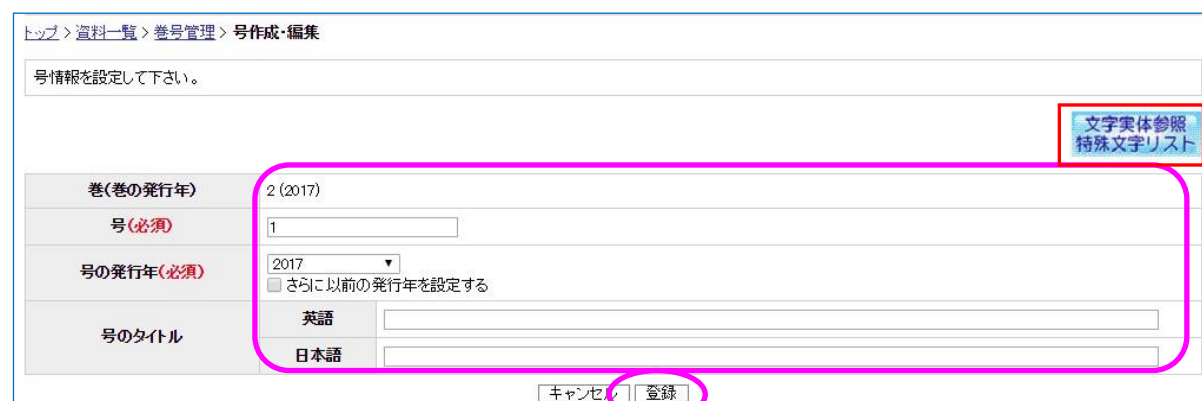 トップ > 資料一覧 > 巻号管理 > 号作成・編集
号情報を設定して下さい。
文字実体参照
特殊文字リスト
巻(巻の発行年) 2 (2017)
号(必須) 1
号の発行年(必須) 2017
さらに以前の発行年を設定する
号のタイトル
英語
日本語
キャンセル 登録